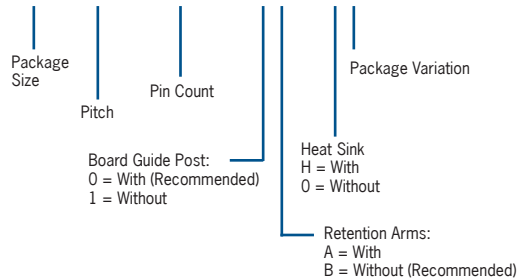 Package
Size
Pitch
Pin Count
Package Variation
Board Guide Post:
0 = With (Recommended)
1 = Without
Heat Sink
H = With
0 = Without
Retention Arms:
A = With
B = Without (Recommended)